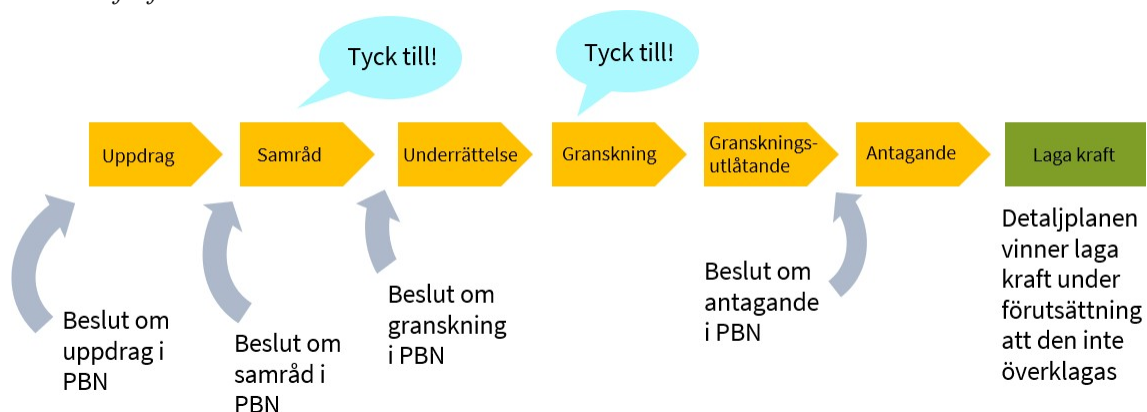 Tyck till!
Tyck till!
Uppdrag
Samråd
Underrättelse
Granskning
Gransknings-
utlåtande
Antagande
Laga kraft
Beslut om
uppdrag i
PBN
Beslut om
samråd i
PBN
Beslut om
granskning
i PBN
Beslut om
antagande
i PBN
Detaljplanen
vinner laga
kraft under
förutsättning
att den inte
överklagas